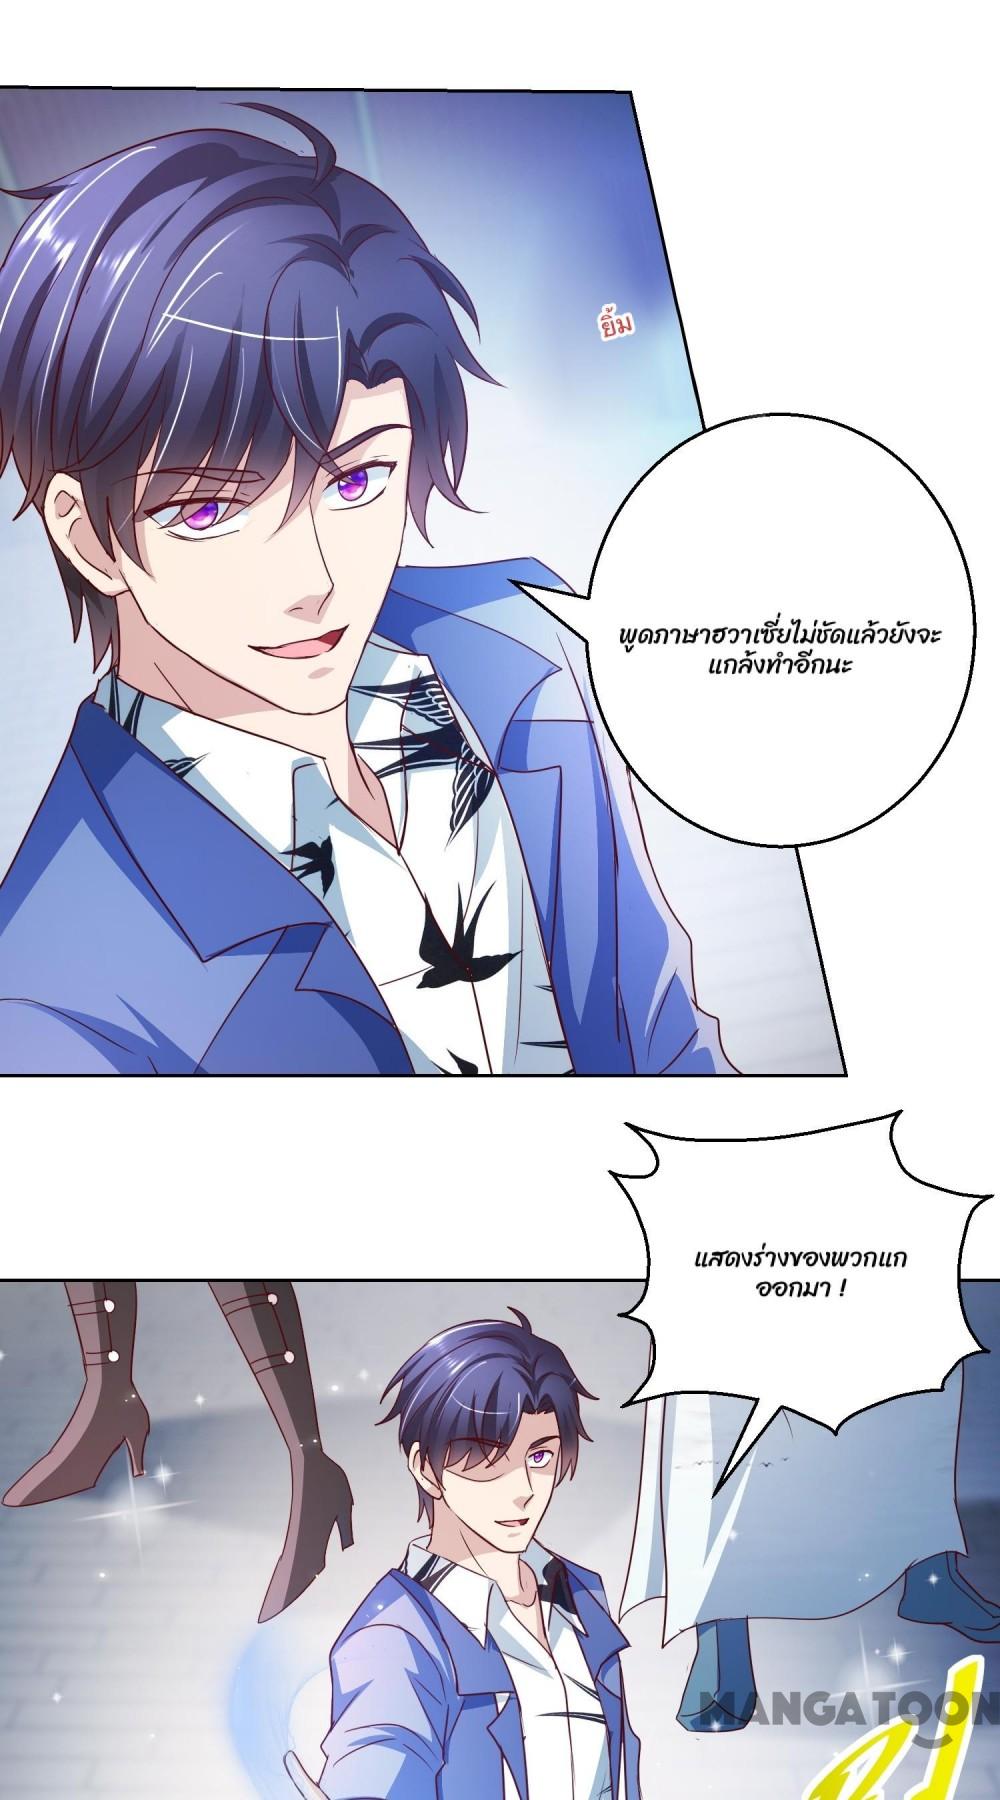 ยิ้ม
พูดภาษาฮวาเซี่ยไม่ชัดแล้วยังจะ
แกล้งทำอีกนะ
แสดงร่างของพวกแก
ออกมา !
MANGATOON